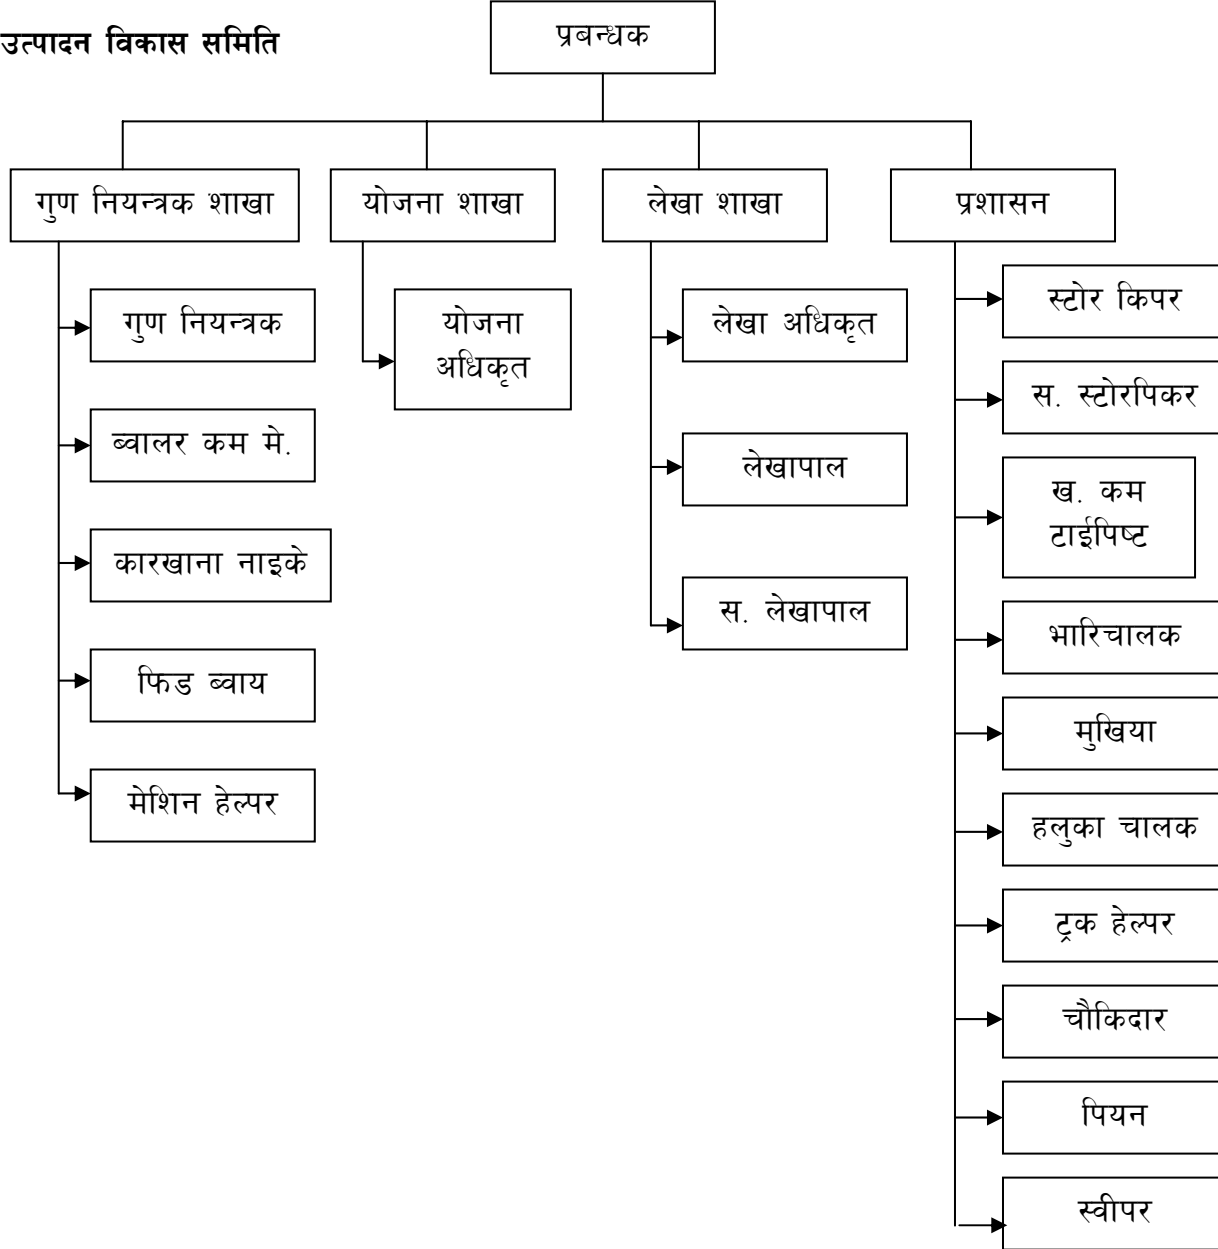 उत्पादन विकास समिति
प्रबन्धक
गुण नियन्त्रक शाखा
योजना शाखा
लेखा शाखा
प्रशासन
गुण नियन्त्रक
ब्वालर कम मे.
कारखाना नाइके
फिड ब्वाय
मेशिन हेल्पर
योजना
अधिकृत
लेखा अधिकृत
लेखापाल
स. लेखापाल
स्टोर किपर
स. स्टोरपिकर
ख. कम
टाईपिष्ट
भारिचालक
मुखिया
हलुका चालक
ट्रक हेल्पर
चौकिदार
पियन
स्वीपर